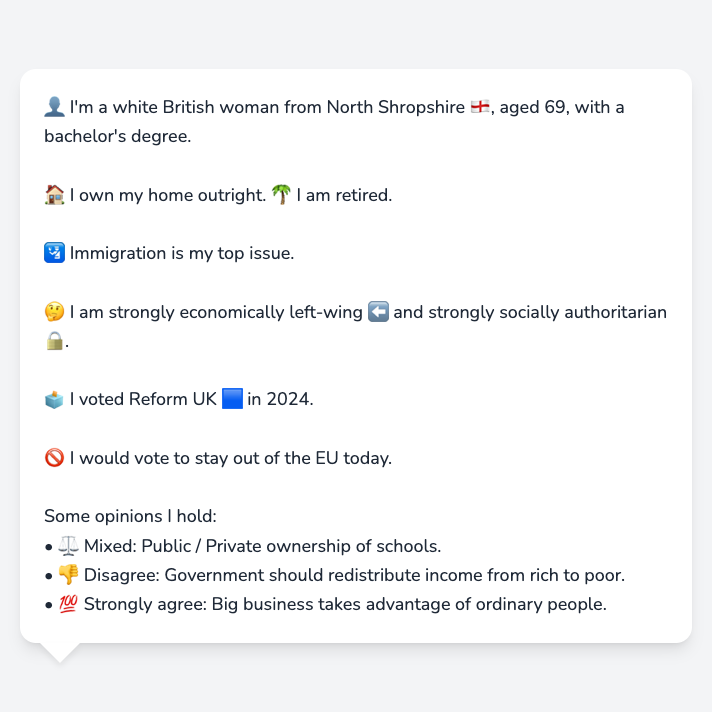 👤 I'm a white British woman from North Shropshire 🏴󠁧󠁢󠁥󠁮󠁧󠁿, aged 69, with a
bachelor's degree.
🏠 I own my home outright. 🌴 I am retired.
🛂 Immigration is my top issue.
🤔 I am strongly economically left-wing ⬅️ and strongly socially authoritarian
🔒.
🗳️ I voted Reform UK 🟦 in 2024.
🚫 I would vote to stay out of the EU today.
Some opinions I hold:
• ⚖️ Mixed: Public / Private ownership of schools.
• 👎 Disagree: Government should redistribute income from rich to poor.
• 💯 Strongly agree: Big business takes advantage of ordinary people.